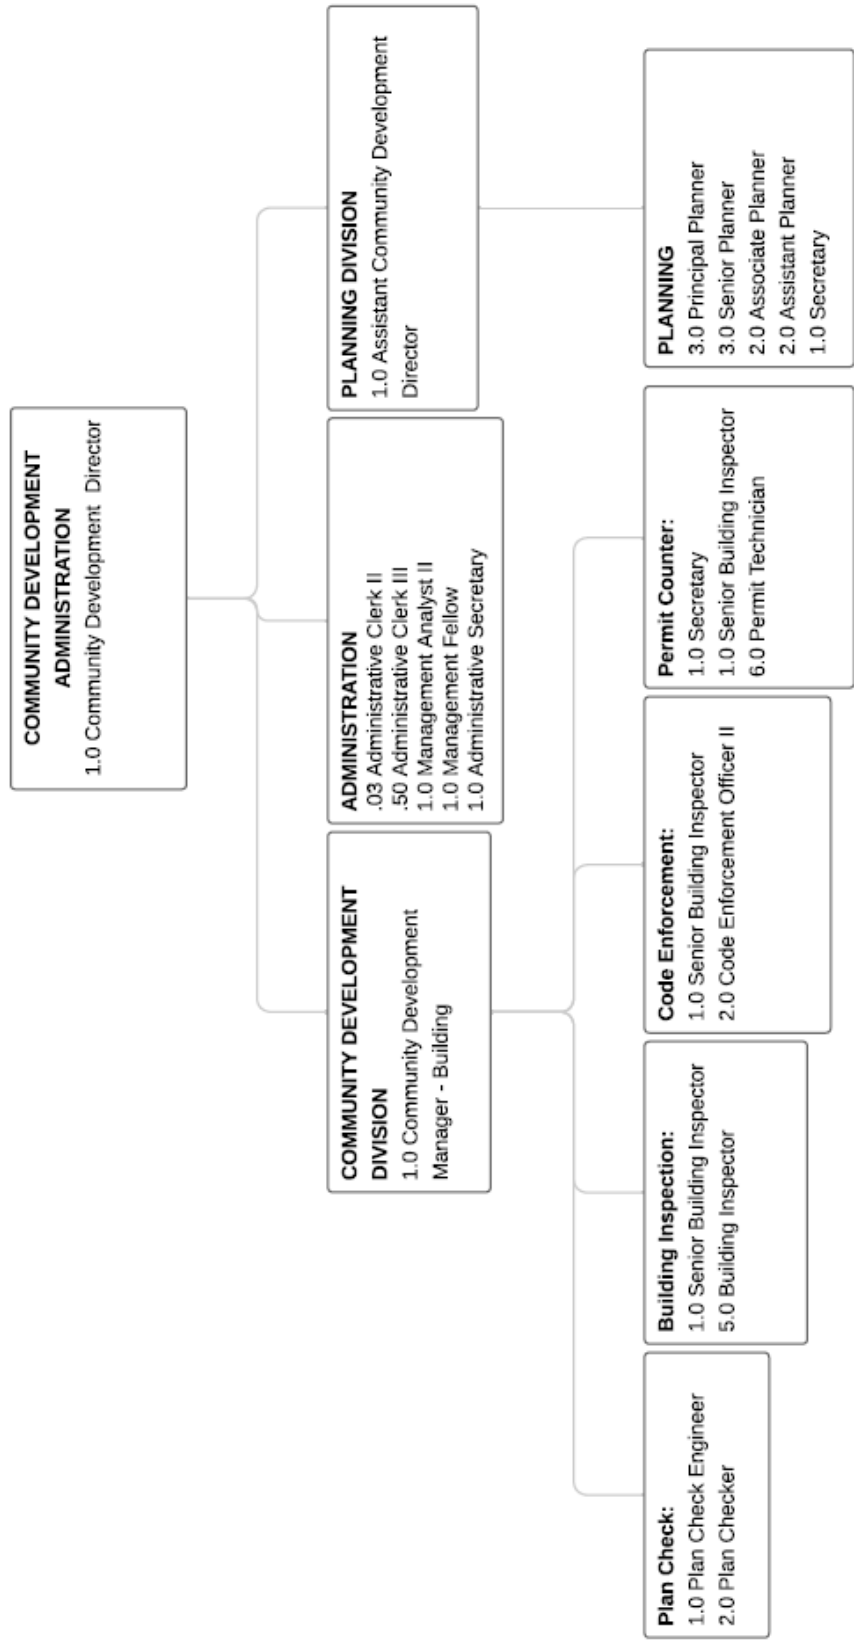 COMMUNITY DEVELOPMENT
ADMINISTRATION
1.0 Community Development Director
COMMUNITY DEVELOPMENT
DIVISION
1.0 Community Development
Manager - Building
ADMINISTRATION
.03 Administrative Clerk II
.50 Administrative Clerk III
1.0 Management Analyst II
1.0 Management Fellow
1.0 Administrative Secretary
PLANNING DIVISION
1.0 Assistant Community Development
Director
Plan Check:
1.0 Plan Check Engineer
2.0 Plan Checker
Building Inspection:
1.0 Senior Building Inspector
5.0 Building Inspector
Code Enforcement:
1.0 Senior Building Inspector
2.0 Code Enforcement Officer II
Permit Counter:
1.0 Secretary
1.0 Senior Building Inspector
6.0 Permit Technician
PLANNING
3.0 Principal Planner
3.0 Senior Planner
2.0 Associate Planner
2.0 Assistant Planner
1.0 Secretary